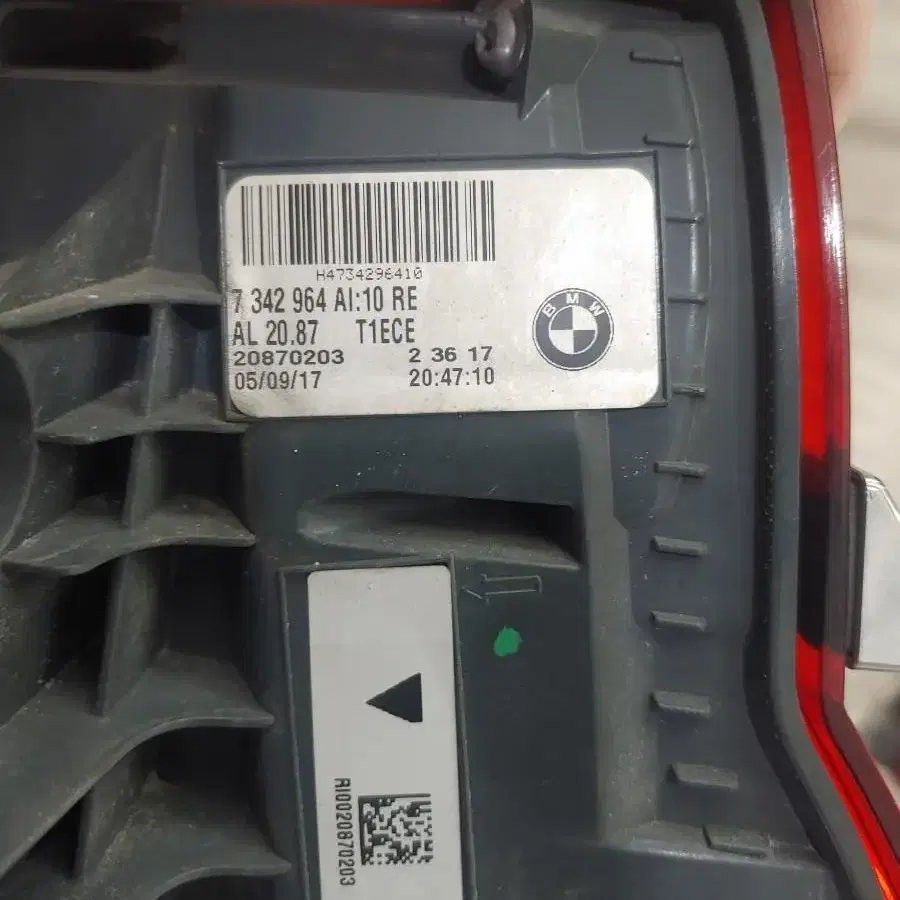 H4734296410
7 342 964 AI:10 RE
AL 20.87 T1ECE
20870203 2 36 17
05/09/17 20:47:10
BMW
AI0020870203